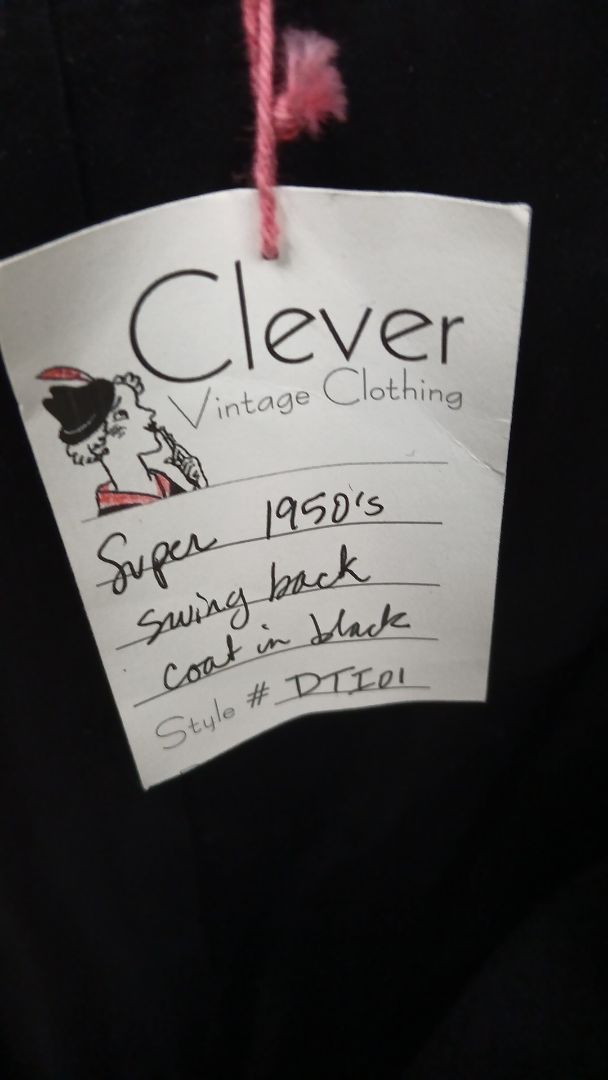 Clever
Vintage Clothing
Super 1950's
swing back
coat in black
Style # DTI01